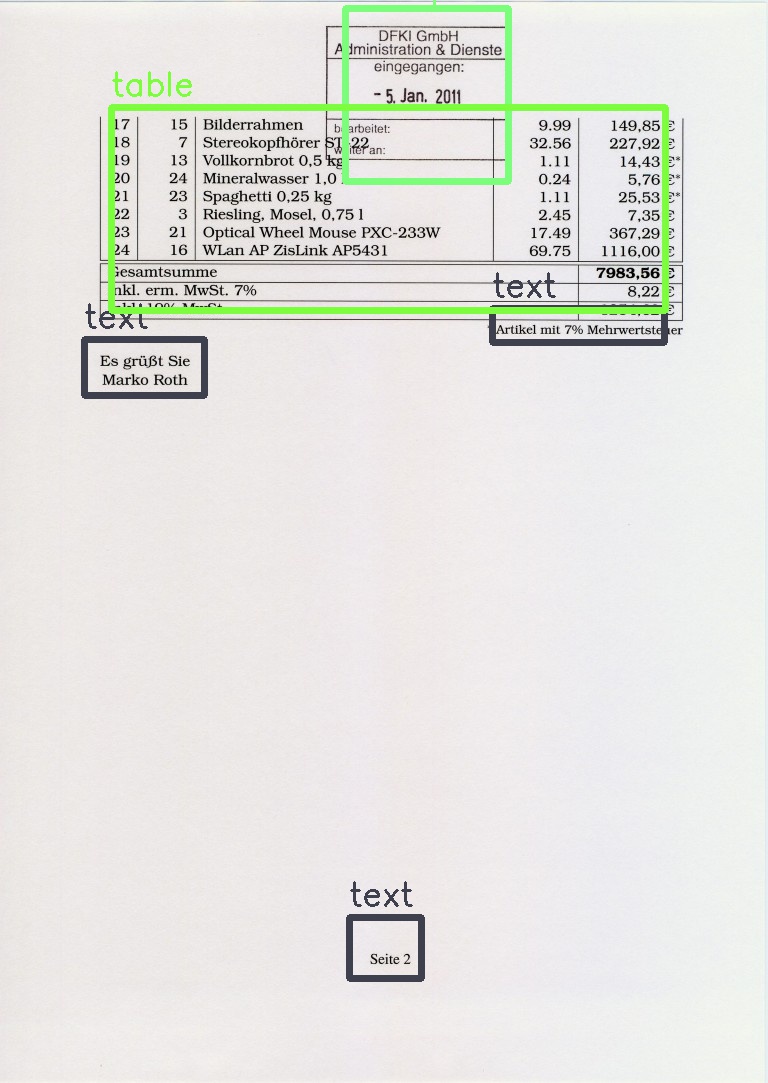 DFKI GmbH
Administration & Dienste
eingegangen:
- 5. Jan. 2011
table
bearbeitet:
weiter an:
17 15 Bilderrahmen 9.99 149,85 €
18 7 Stereokopfhörer ST-22 32.56 227,92 €
19 13 Vollkornbrot 0,5 kg 1.11 14,43 €*
20 24 Mineralwasser 1,0 0.24 5,76 €*
21 23 Spaghetti 0,25 kg 1.11 25,53 €*
22 3 Riesling, Mosel, 0,75 l 2.45 7,35 €
23 21 Optical Wheel Mouse PXC-233W 17.49 367,29 €
24 16 WLan AP ZisLink AP5431 69.75 1116,00 €
Gesamtsumme 7983,56 €
inkl. erm. MwSt. 7% 8,22 €
text
inkl. 19% MwSt.
text
Artikel mit 7% Mehrwertsteuer
Es grüßt Sie
Marko Roth
text
Seite 2